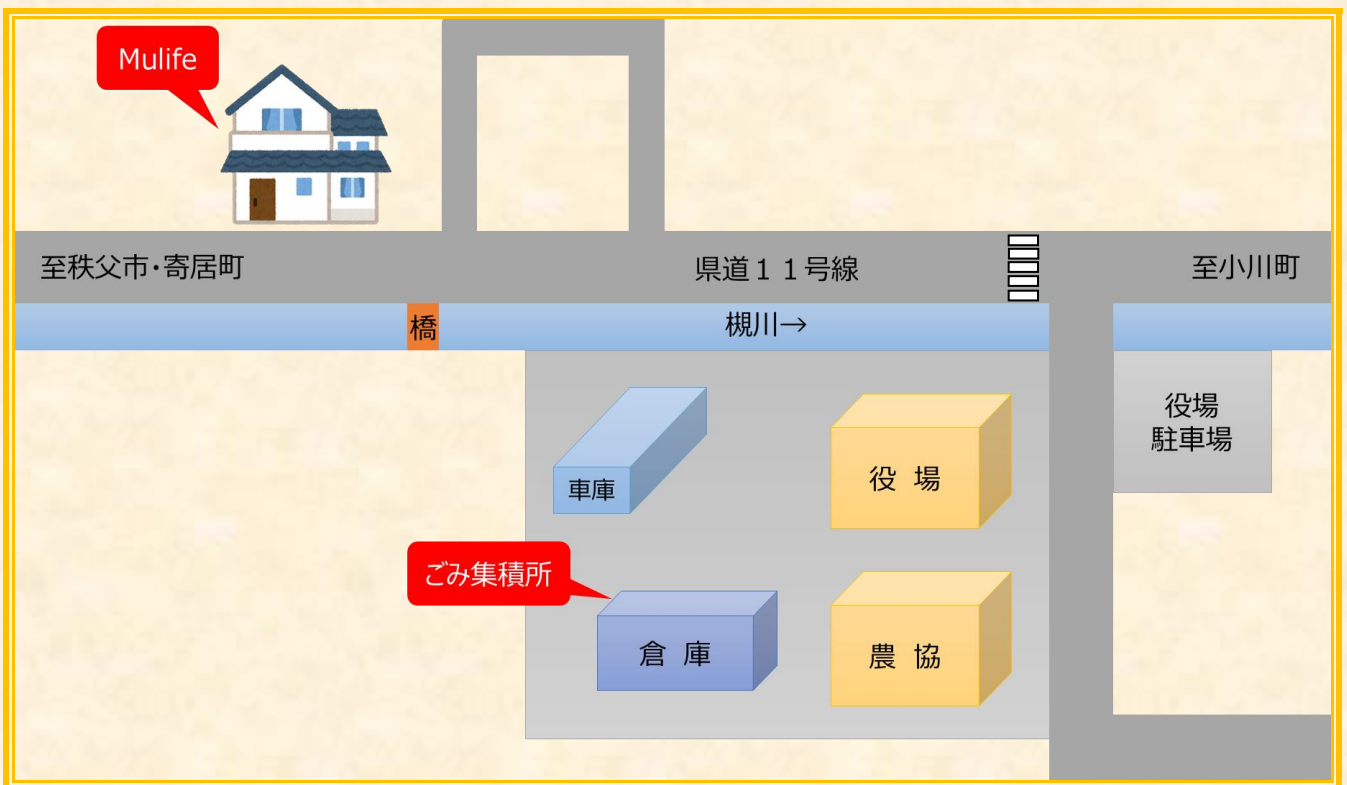 Mulife
至秩父市・寄居町
県道１１号線
至小川町
橋
槻川→
役場
駐車場
車庫
役 場
ごみ集積所
倉 庫
農 協